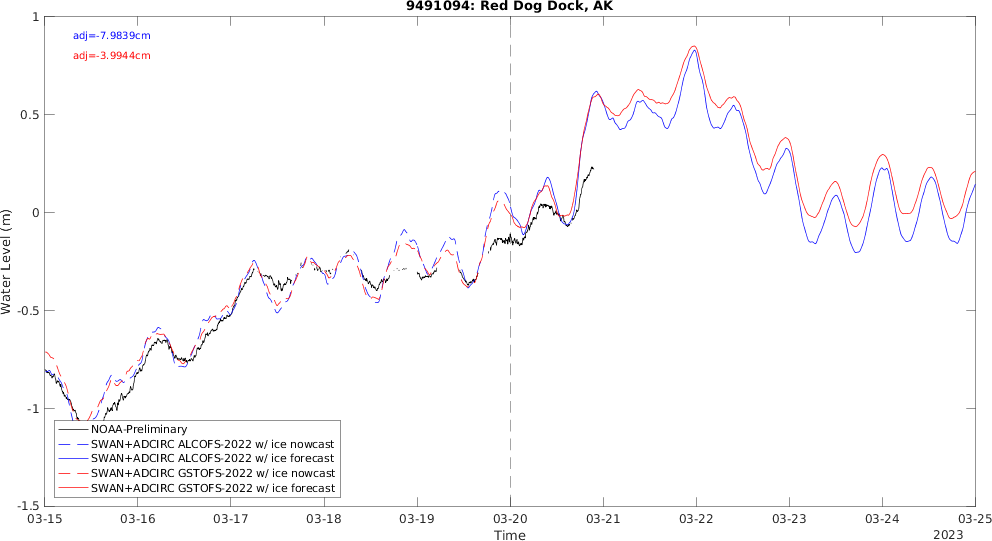 9491094: Red Dog Dock, AK
adj=-7.9839cm
adj=-3.9944cm
1
0.5
0
-0.5
-1
-1.5
Water Level (m)
NOAA-Preliminary
SWAN+ADCIRC ALCOFS-2022 w/ ice nowcast
SWAN+ADCIRC ALCOFS-2022 w/ ice forecast
SWAN+ADCIRC GSTOFS-2022 w/ ice nowcast
SWAN+ADCIRC GSTOFS-2022 w/ ice forecast
03-15 03-16 03-17 03-18 03-19 03-20 03-21 03-22 03-23 03-24 03-25
Time
2023